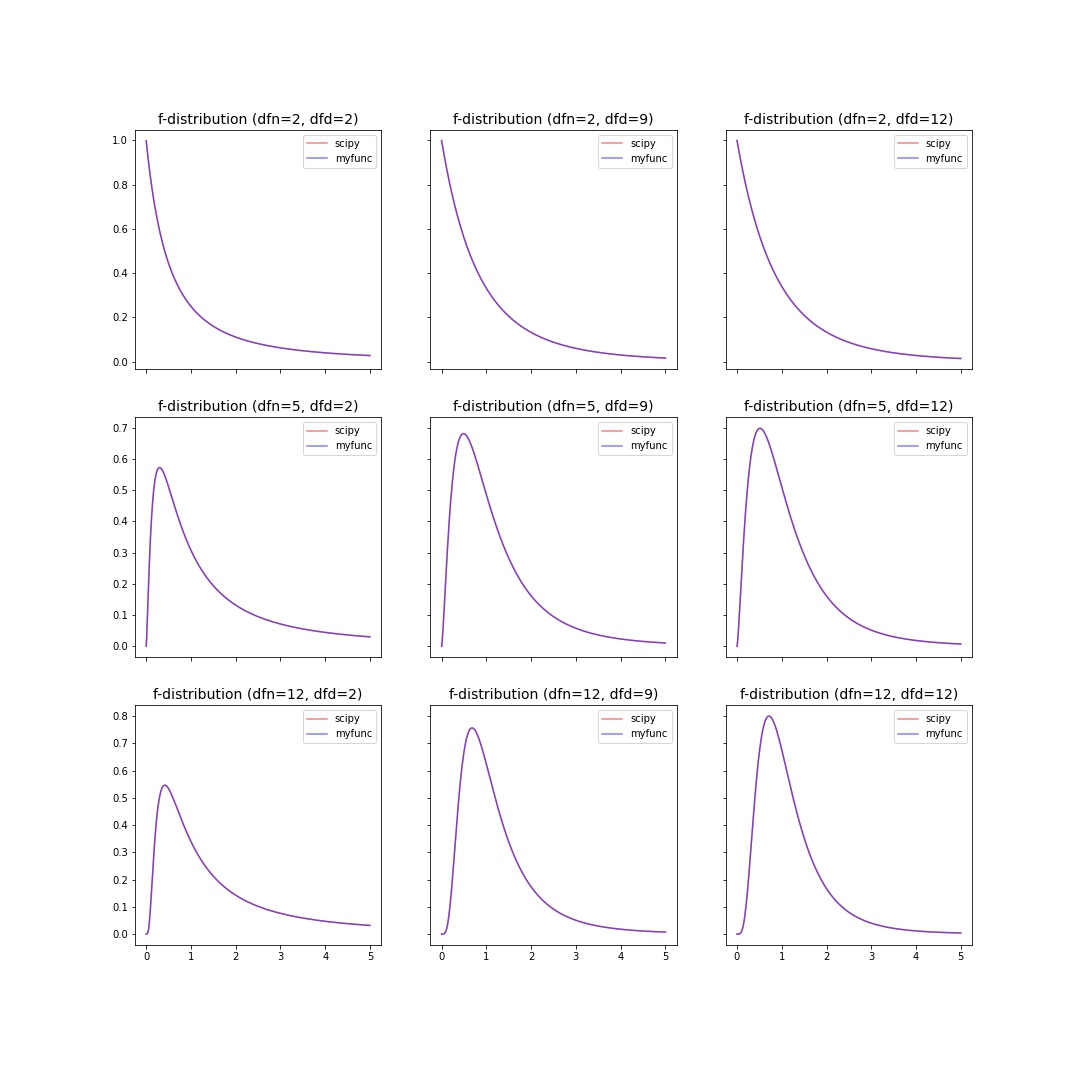 f-distribution (dfn=2, dfd=2)
f-distribution (dfn=2, dfd=9)
f-distribution (dfn=2, dfd=12)
scipy
myfunc
scipy
myfunc
scipy
myfunc
1.0
0.8
0.6
0.4
0.2
0.0
f-distribution (dfn=5, dfd=2)
f-distribution (dfn=5, dfd=9)
f-distribution (dfn=5, dfd=12)
scipy
myfunc
scipy
myfunc
scipy
myfunc
0.7
0.6
0.5
0.4
0.3
0.2
0.1
0.0
f-distribution (dfn=12, dfd=2)
f-distribution (dfn=12, dfd=9)
f-distribution (dfn=12, dfd=12)
scipy
myfunc
scipy
myfunc
scipy
myfunc
0.8
0.7
0.6
0.5
0.4
0.3
0.2
0.1
0.0
0 1 2 3 4 5
0 1 2 3 4 5
0 1 2 3 4 5